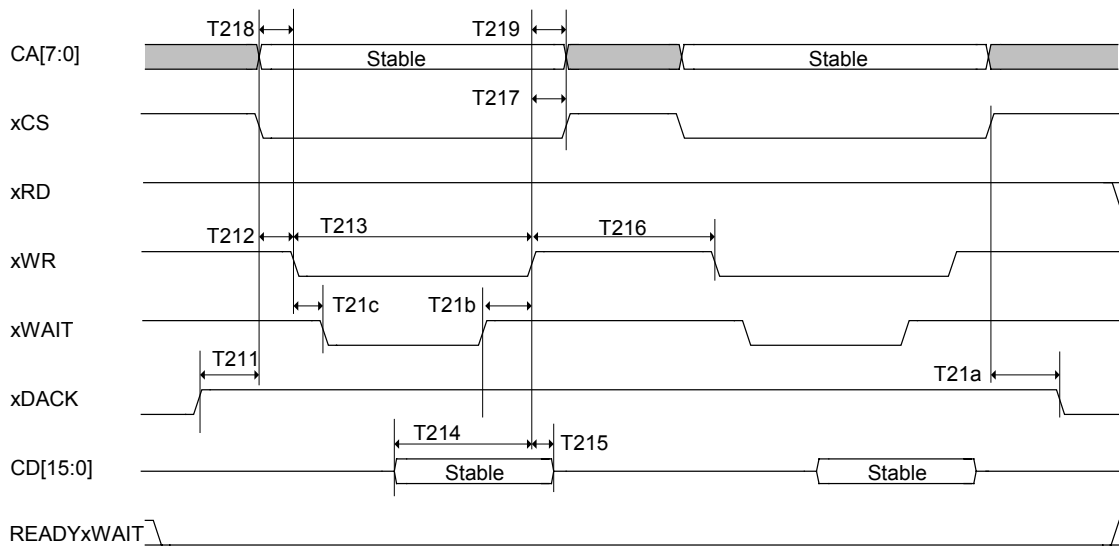 T218 T219
CA[7:0] Stable Stable
T217
xCS
xRD
T212 T213 T216
xWR
T21c T21b
xWAIT
T211 T21a
xDACK
T214 T215
CD[15:0] Stable Stable
READYxWAIT